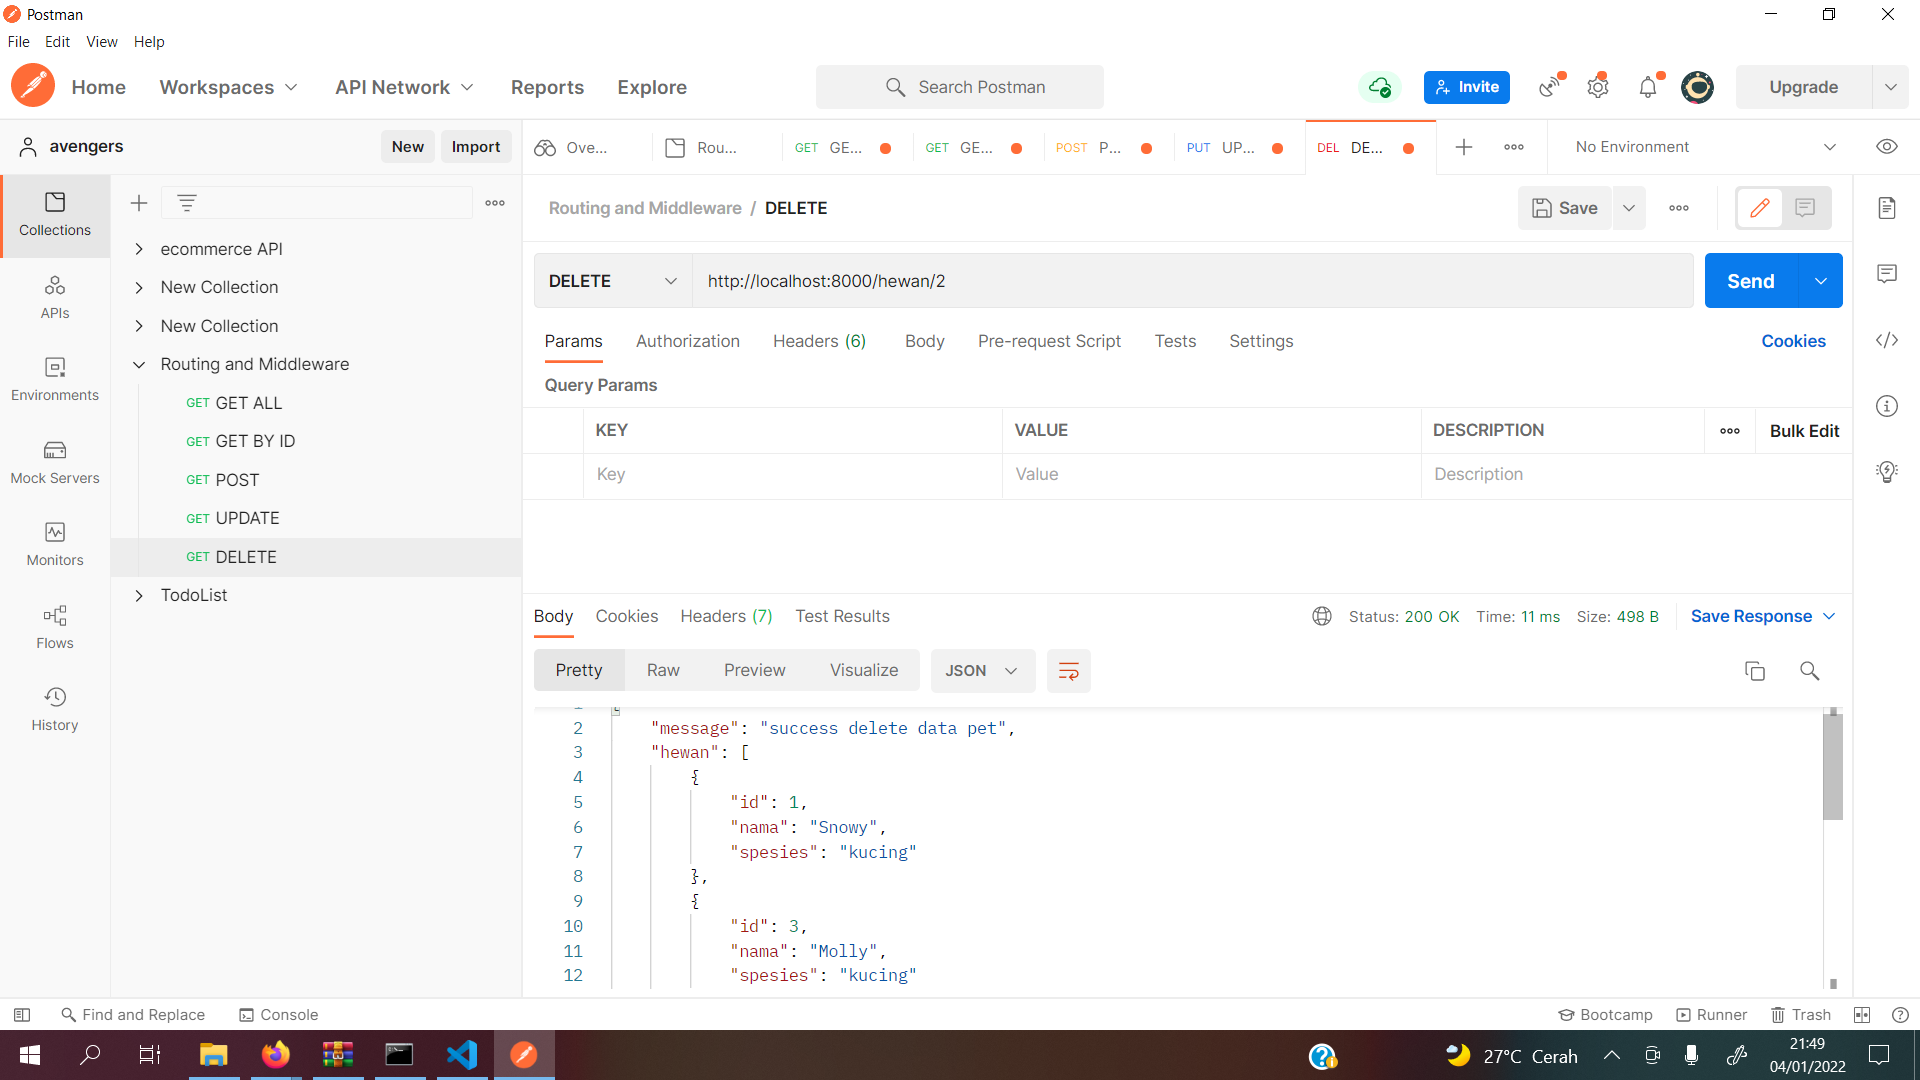 Postman
File Edit View Help
Home Workspaces API Network Reports Explore Search Postman Invite Upgrade
avengers New Import
Ove... Rou... GET GE... GET GE... POST P... PUT UP... DEL DE... No Environment
Collections
APIs
Environments
Mock Servers
Monitors
Flows
History
ecommerce API
New Collection
New Collection
Routing and Middleware
GET GET ALL
GET GET BY ID
GET POST
GET UPDATE
GET DELETE
TodoList
Routing and Middleware / DELETE Save
DELETE http://localhost:8000/hewan/2 Send
Params Authorization Headers (6) Body Pre-request Script Tests Settings Cookies
Query Params
KEY VALUE DESCRIPTION Bulk Edit
Key Value Description
Body Cookies Headers (7) Test Results Status: 200 OK Time: 11 ms Size: 498 B Save Response
Pretty Raw Preview Visualize JSON
1 {
2 "message": "success delete data pet",
3 "hewan": [
4 {
5 "id": 1,
6 "nama": "Snowy",
7 "spesies": "kucing"
8 },
9 {
10 "id": 3,
11 "nama": "Molly",
12 "spesies": "kucing"
Find and Replace Console Bootcamp Runner Trash
27°C Cerah 21:49
04/01/2022